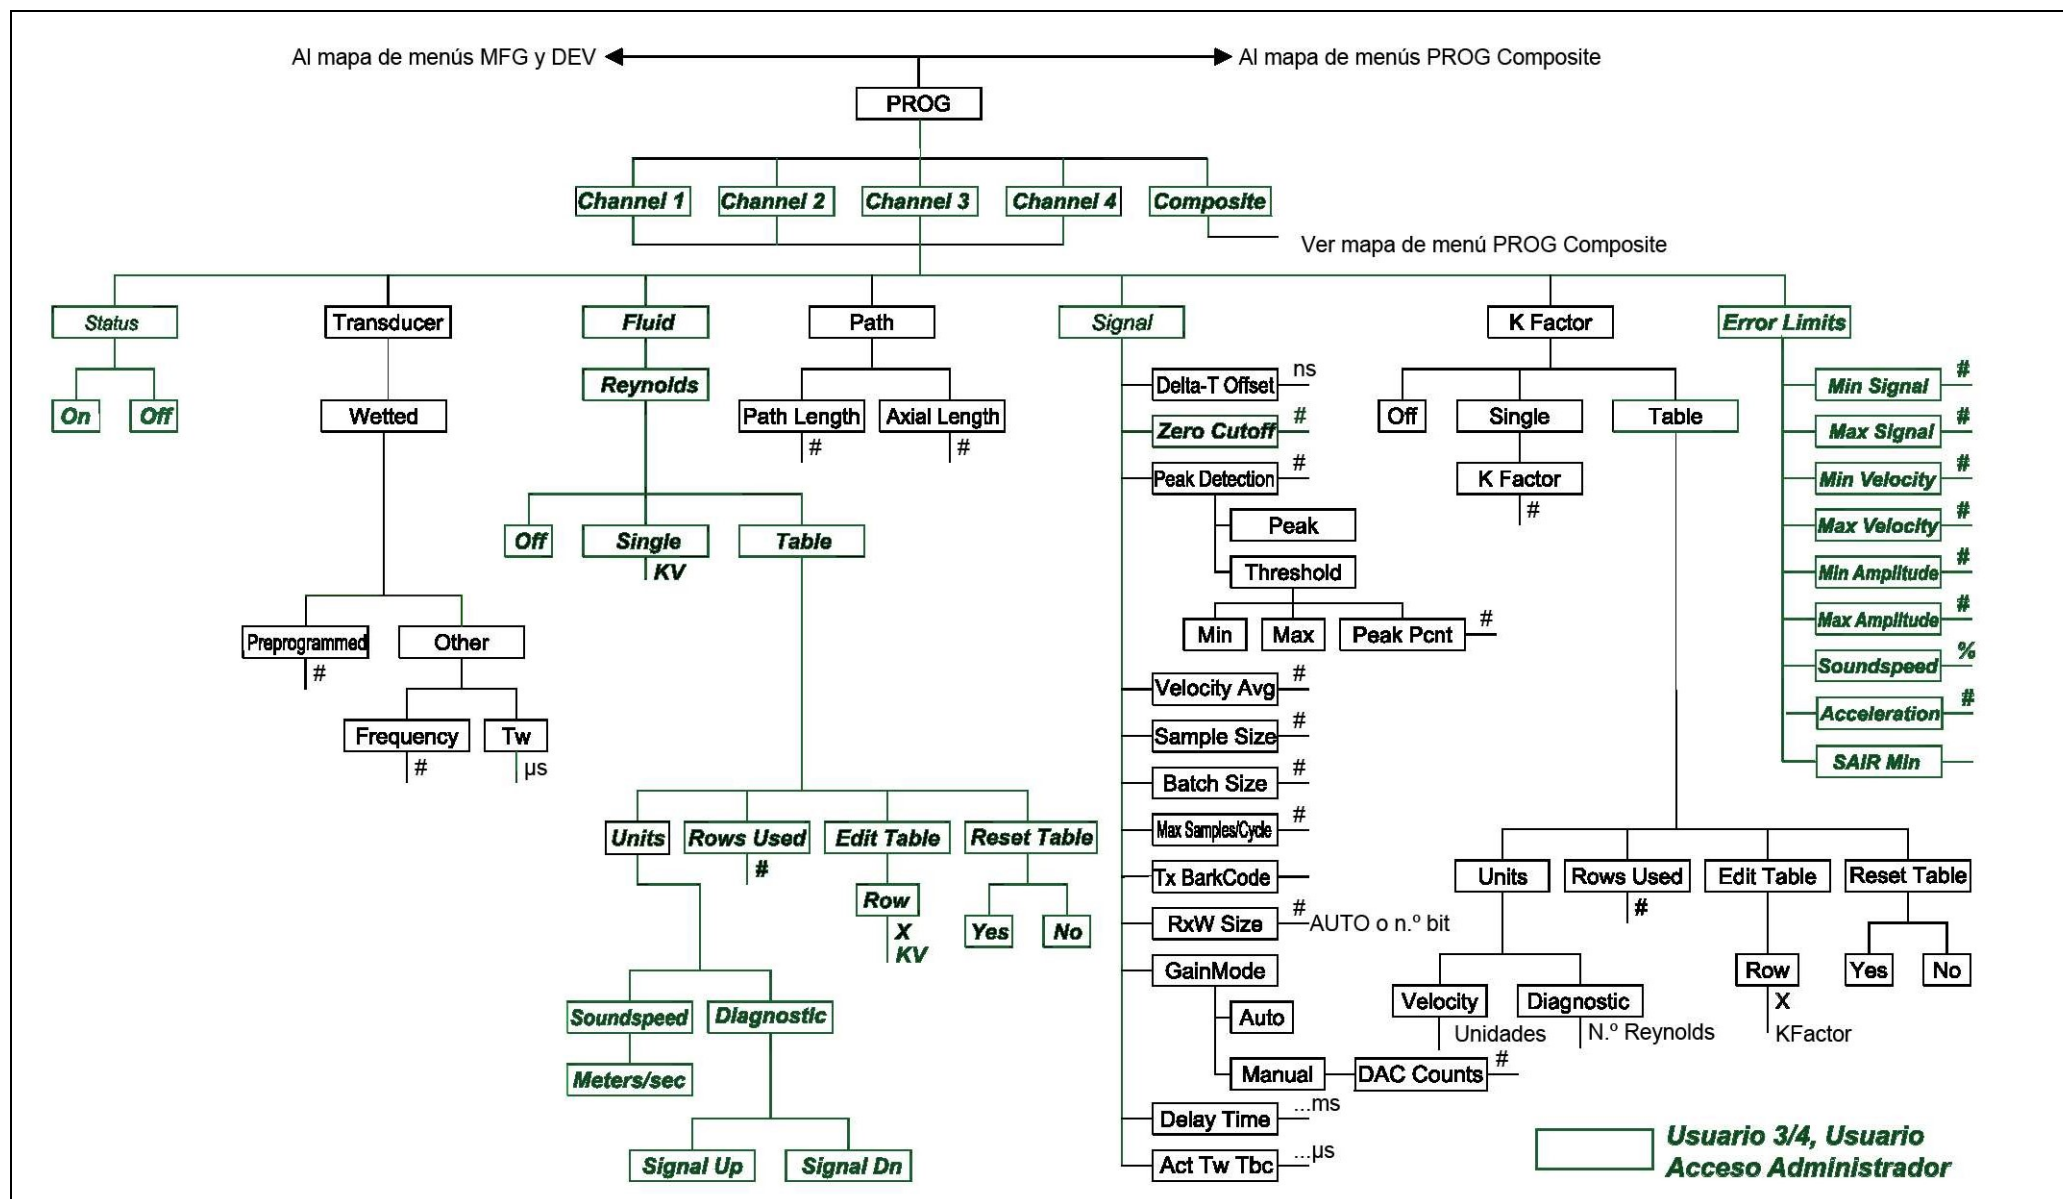 Al mapa de menús MFG y DEV
Al mapa de menús PROG Composite
PROG
Channel 1
Channel 2
Channel 3
Channel 4
Composite
Ver mapa de menú PROG Composite
Status
On
Off
Transducer
Wetted
Preprogrammed
#
Other
Frequency
#
Tw
µs
Fluid
Reynolds
Off
Single
KV
Table
Units
Rows Used
#
Edit Table
Reset Table
Row
X
KV
Yes
No
Soundspeed
Diagnostic
Meters/sec
Signal Up
Signal Dn
Path
Path Length
#
Axial Length
#
Signal
Delta-T Offset
ns
Zero Cutoff
#
Peak Detection
#
Peak
Threshold
Min
Max
Peak Pcnt
#
Velocity Avg
#
Sample Size
#
Batch Size
#
Max Samples/Cycle
#
Tx BarkCode
RxW Size
#
AUTO o n.º bit
GainMode
Auto
Manual
DAC Counts
#
Delay Time
...ms
Act Tw Tbc
...µs
K Factor
Off
Single
K Factor
#
Table
Units
Rows Used
#
Edit Table
Reset Table
Row
X
KFactor
Yes
No
Velocity
Unidades
Diagnostic
N.º Reynolds
Error Limits
Min Signal
#
Max Signal
#
Min Velocity
#
Max Velocity
#
Min Amplitude
#
Max Amplitude
#
Soundspeed
%
Acceleration
#
SAIR Min
Usuario 3/4, Usuario
Acceso Administrador